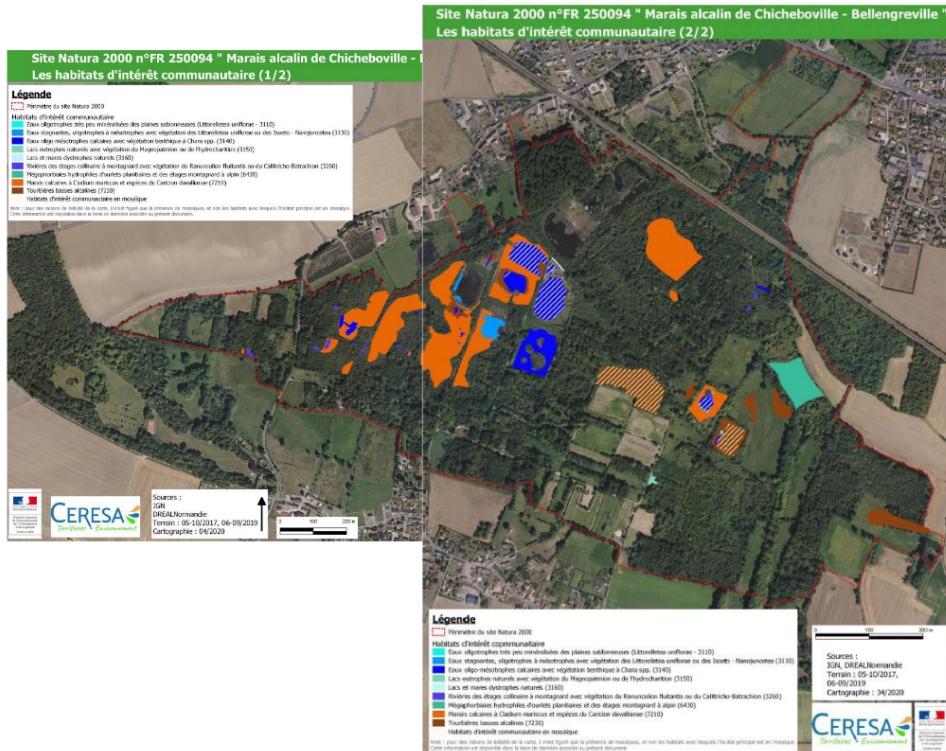 Site Natura 2000 n°FR 250094 " Marais alcalin de Chicheboville -
Les habitats d'intérêt communautaire (1/2)
Légende
Périmètre du site Natura 2000
Habitats d'intérêt communautaire
Eaux oligotrophes très peu minéralisées des plaines sablonneuses (Littorelletea uniflorae - 3110)
Eaux stagnantes, oligotrophes à mésotrophes avec végétation des Littorelletea uniflorae ou des Isoeto - Nanojuncetea (3130)
Eaux oligo-mésotrophes calcaires avec végétation benthique à Chara spp. (3140)
Lacs eutrophes naturels avec végétation du Magnopotamion ou de l'hydrocharition (3150)
Lacs et mares dystrophes naturels (3160)
Rivières des étages collinaire à montagnard avec végétation du Ranunculion fluitantis ou du Callitricho-Batrachion (3260)
Mégaphorbiaies hydrophiles d'ourlets planitiaires et des étages montagnard à alpin (6430)
Marais calcaires à Cladium mariscus et espèces du Caricion davallianae (7210)
Tourbières basses alcalines (7230)
Habitats d'intérêt communautaire en mosaïque
CERESA
Territoires Environnement
Sources :
IGN
DREALNormandie
Terrain : 05-10/2017, 06-09/2019
Cartographie : 04/2020
0 100 200 m
Site Natura 2000 n°FR 250094 " Marais alcalin de Chicheboville - Bellengreville "
Les habitats d'intérêt communautaire (2/2)
Légende
Périmètre du site Natura 2000
Habitats d'intérêt communautaire
Eaux oligotrophes très peu minéralisées des plaines sablonneuses (Littorelletea uniflorae - 3110)
Eaux stagnantes, oligotrophes à mésotrophes avec végétation des Littorelletea uniflorae ou des Isoeto - Nanojuncetea (3130)
Eaux oligo-mésotrophes calcaires avec végétation benthique à Chara spp. (3140)
Lacs eutrophes naturels avec végétation du Magnopotamion ou de l'hydrocharition (3150)
Lacs et mares dystrophes naturels (3160)
Rivières des étages collinaire à montagnard avec végétation du Ranunculion fluitantis ou du Callitricho-Batrachion (3260)
Mégaphorbiaies hydrophiles d'ourlets planitiaires et des étages montagnard à alpin (6430)
Marais calcaires à Cladium mariscus et espèces du Caricion davallianae (7210)
Tourbières basses alcalines (7230)
Habitats d'intérêt communautaire en mosaïque
Sources :
IGN, DREALNormandie
Terrain : 05-10/2017,
06-09/2019
Cartographie : 04/2020
CERESA
Territoires Environnement